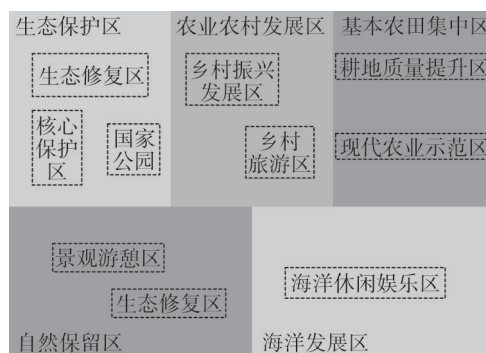 生态保护区
农业农村发展区
基本农田集中区
生态修复区
乡村振兴
发展区
耕地质量提升区
核心
保护
区
国家
公园
乡村
旅游区
现代农业示范区
景观游憩区
生态修复区
自然保留区
海洋休闲娱乐区
海洋发展区